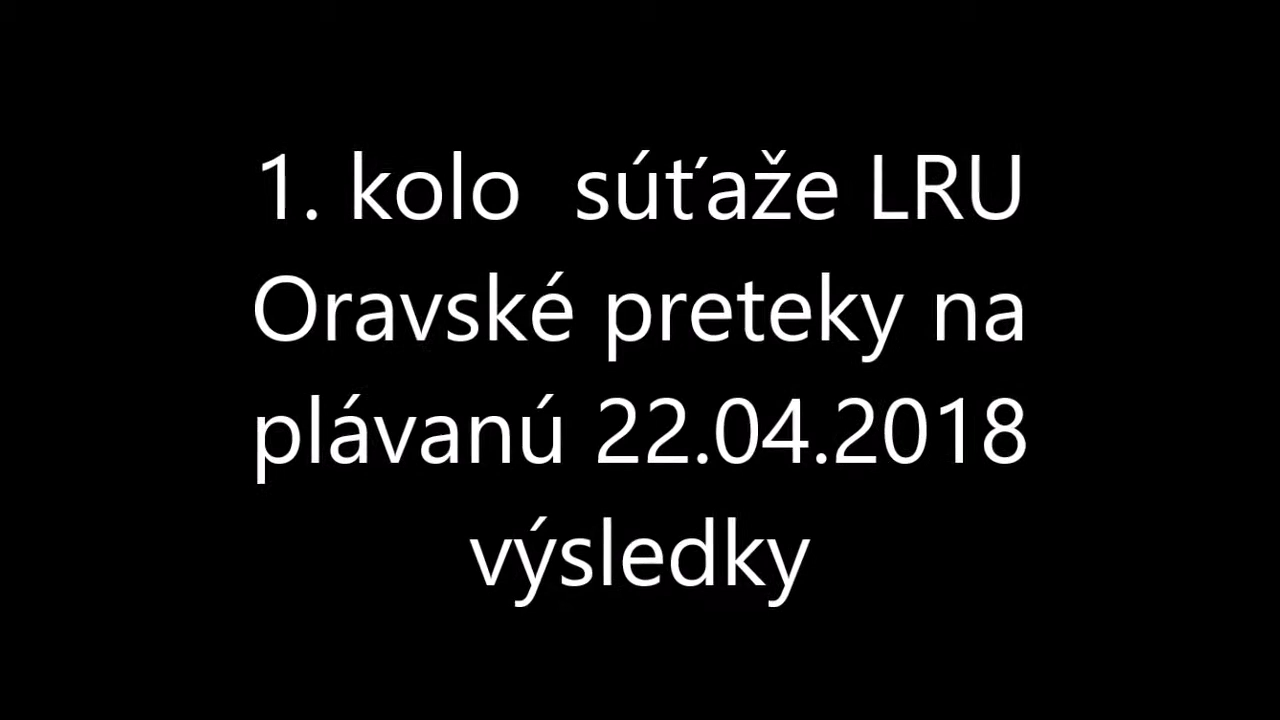 1. kolo  súťaže LRU
Oravské preteky na
plávanú 22.04.2018
výsledky